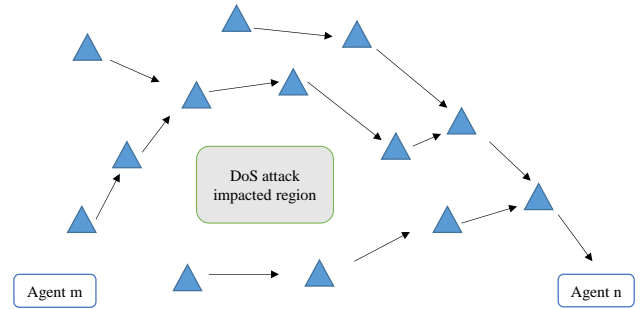 DoS attack
impacted region
Agent m
Agent n